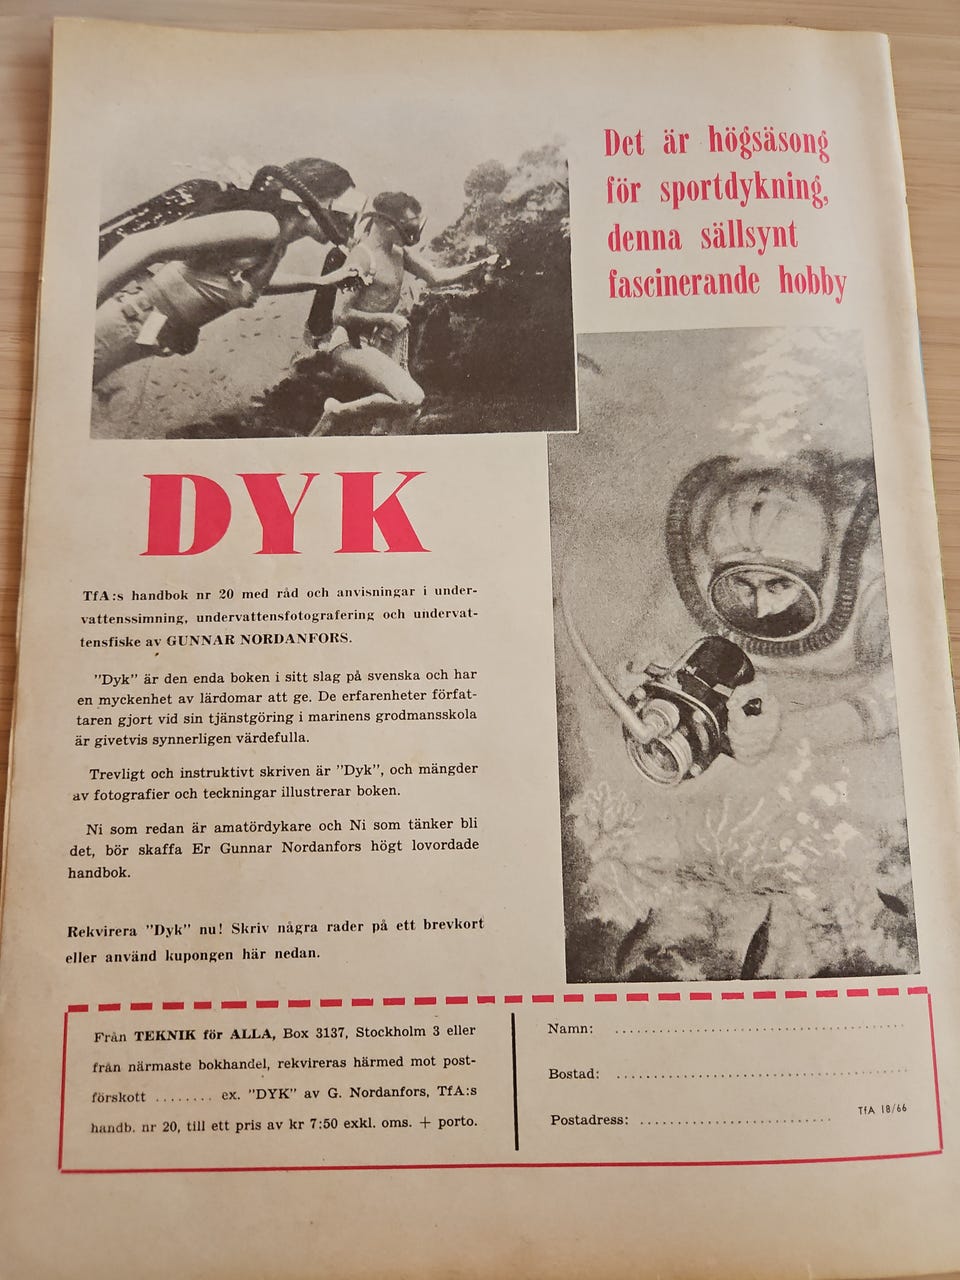 Det är högsäsong
för sportdykning,
denna sällsynt
fascinerande hobby
DYK
TfA:s handbok nr 20 med råd och anvisningar i under-
vattenssimning, undervattensfotografering och undervat-
tensfiske av GUNNAR NORDANFORS.
”Dyk” är den enda boken i sitt slag på svenska och har
en myckenhet av lärdomar att ge. De erfarenheter förfat-
taren gjort vid sin tjänstgöring i marinens grodmansskola
är givetvis synnerligen värdefulla.
Trevligt och instruktivt skriven är ”Dyk”, och mängder
av fotografier och teckningar illustrerar boken.
Ni som redan är amatördykare och Ni som tänker bli
det, bör skaffa Er Gunnar Nordanfors högt lovordade
handbok.
Rekvirera ”Dyk” nu! Skriv några rader på ett brevkort
eller använd kupongen här nedan.
Från TEKNIK för ALLA, Box 3137, Stockholm 3 eller
från närmaste bokhandel, rekvireras härmed mot post-
förskott ........ ex. ”DYK” av G. Nordanfors, TfA:s
handb. nr 20, till ett pris av kr 7:50 exkl. oms. + porto.
Namn: ........................................
Bostad: ........................................
Postadress: ..........................
TfA 18/66